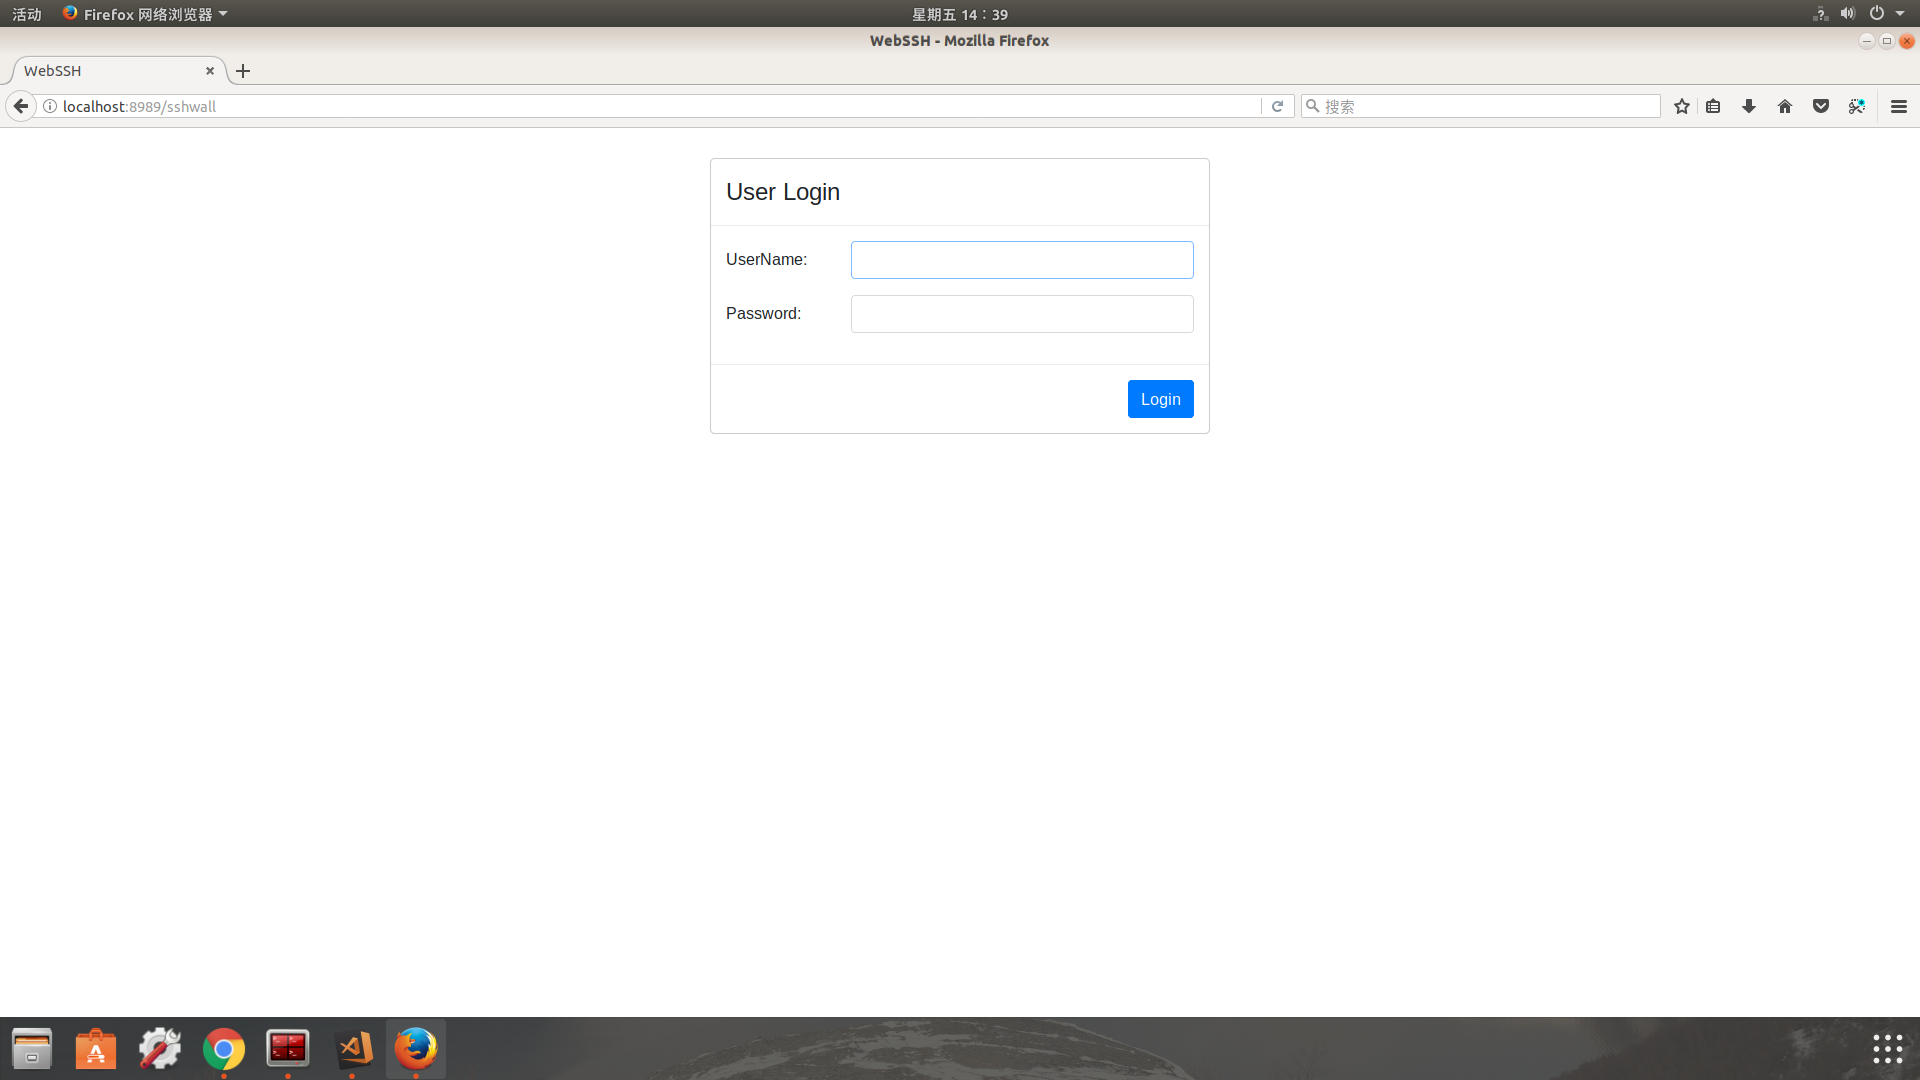 活动 Firefox 网络浏览器 星期五 14：39
WebSSH - Mozilla Firefox
WebSSH
localhost:8989/sshwall 搜索
User Login
UserName:
Password:
Login